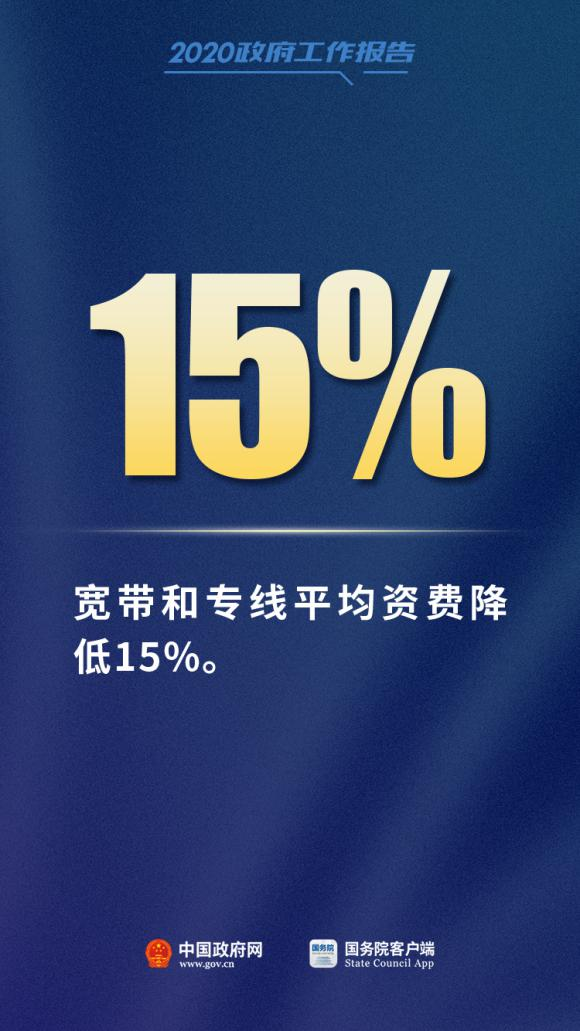 2020政府工作报告
15%
宽带和专线平均资费降
低15%。
中国政府网
www.gov.cn
国务院
国务院客户端
State Council App